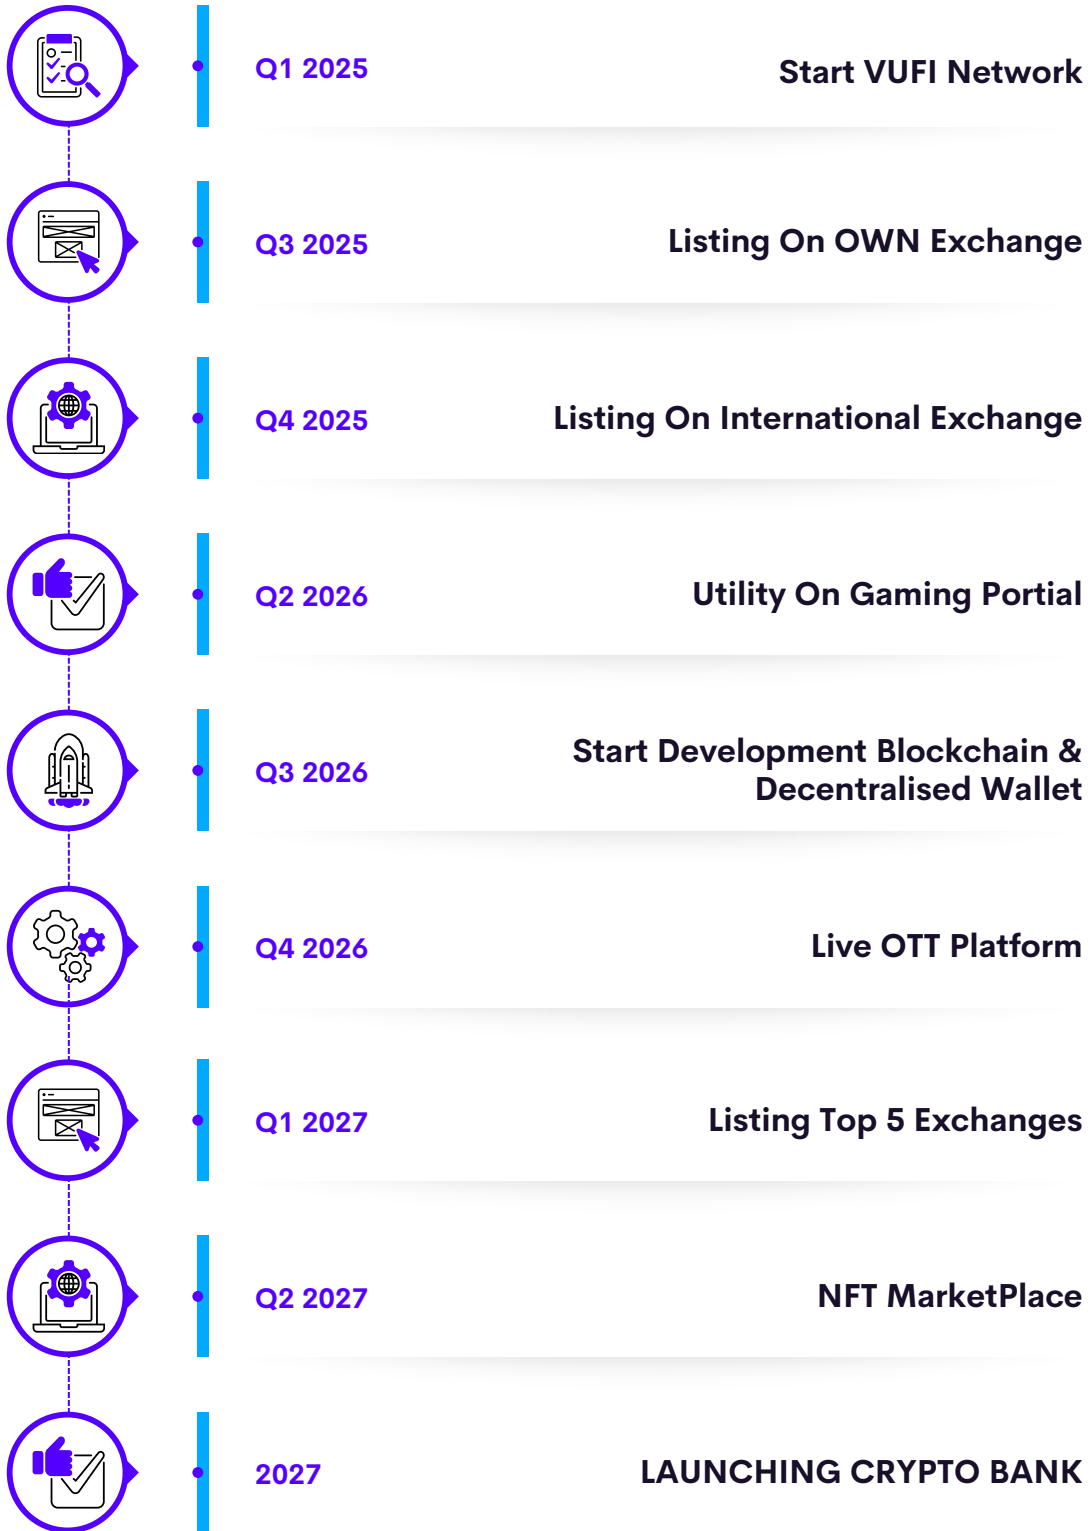 Q1 2025
Start VUFI Network
Q3 2025
Listing On OWN Exchange
Q4 2025
Listing On International Exchange
Q2 2026
Utility On Gaming Portial
Q3 2026
Start Development Blockchain &
Decentralised Wallet
Q4 2026
Live OTT Platform
Q1 2027
Listing Top 5 Exchanges
Q2 2027
NFT MarketPlace
2027
LAUNCHING CRYPTO BANK